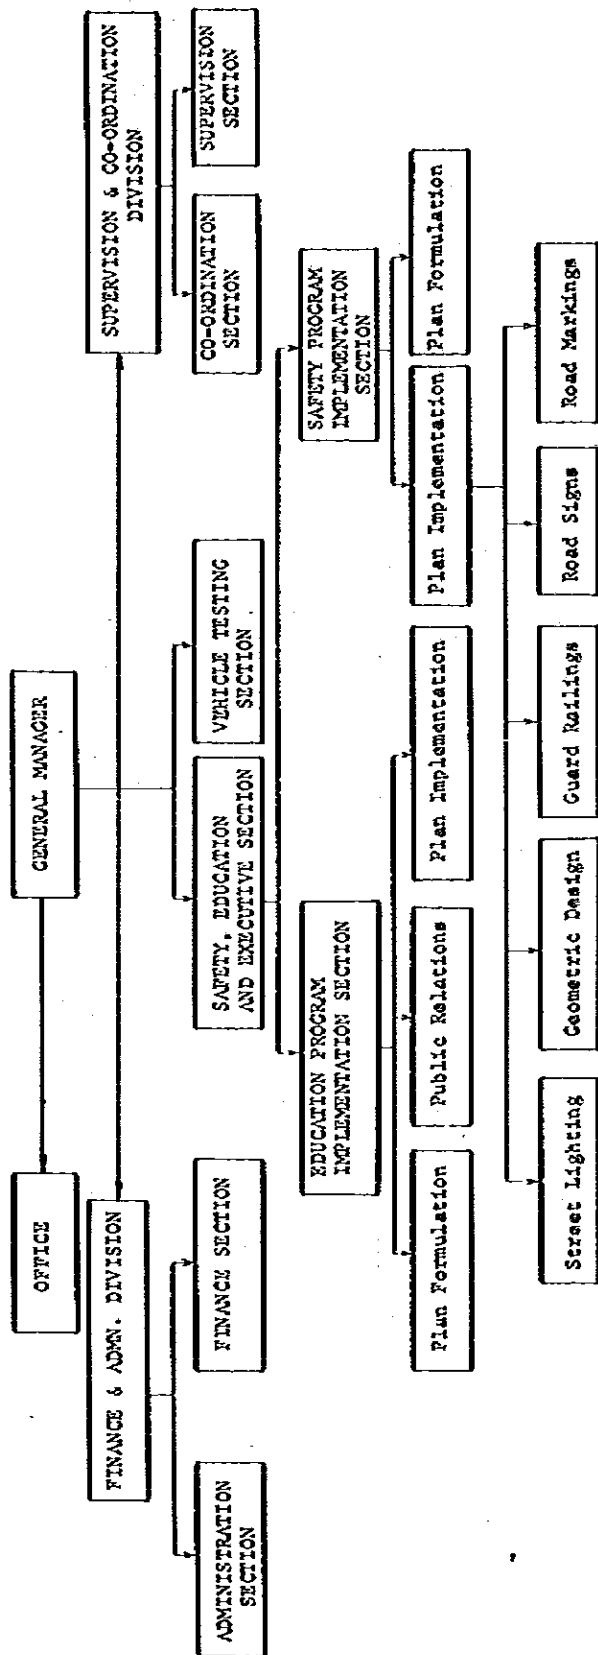 GENERAL MANAGER
OFFICE
FINANCE & ADMN. DIVISION
SUPERVISION & CO-ORDINATION
DIVISION
ADMINISTRATION
SECTION
FINANCE SECTION
SAFETY, EDUCATION
AND EXECUTIVE SECTION
VEHICLE TESTING
SECTION
CO-ORDINATION
SECTION
SUPERVISION
SECTION
EDUCATION PROGRAM
IMPLEMENTATION SECTION
SAFETY PROGRAM
IMPLEMENTATION
SECTION
Plan Formulation
Public Relations
Plan Implementation
Plan Implementation
Plan Formulation
Street Lighting
Geometric Design
Guard Railings
Road Signs
Road Markings